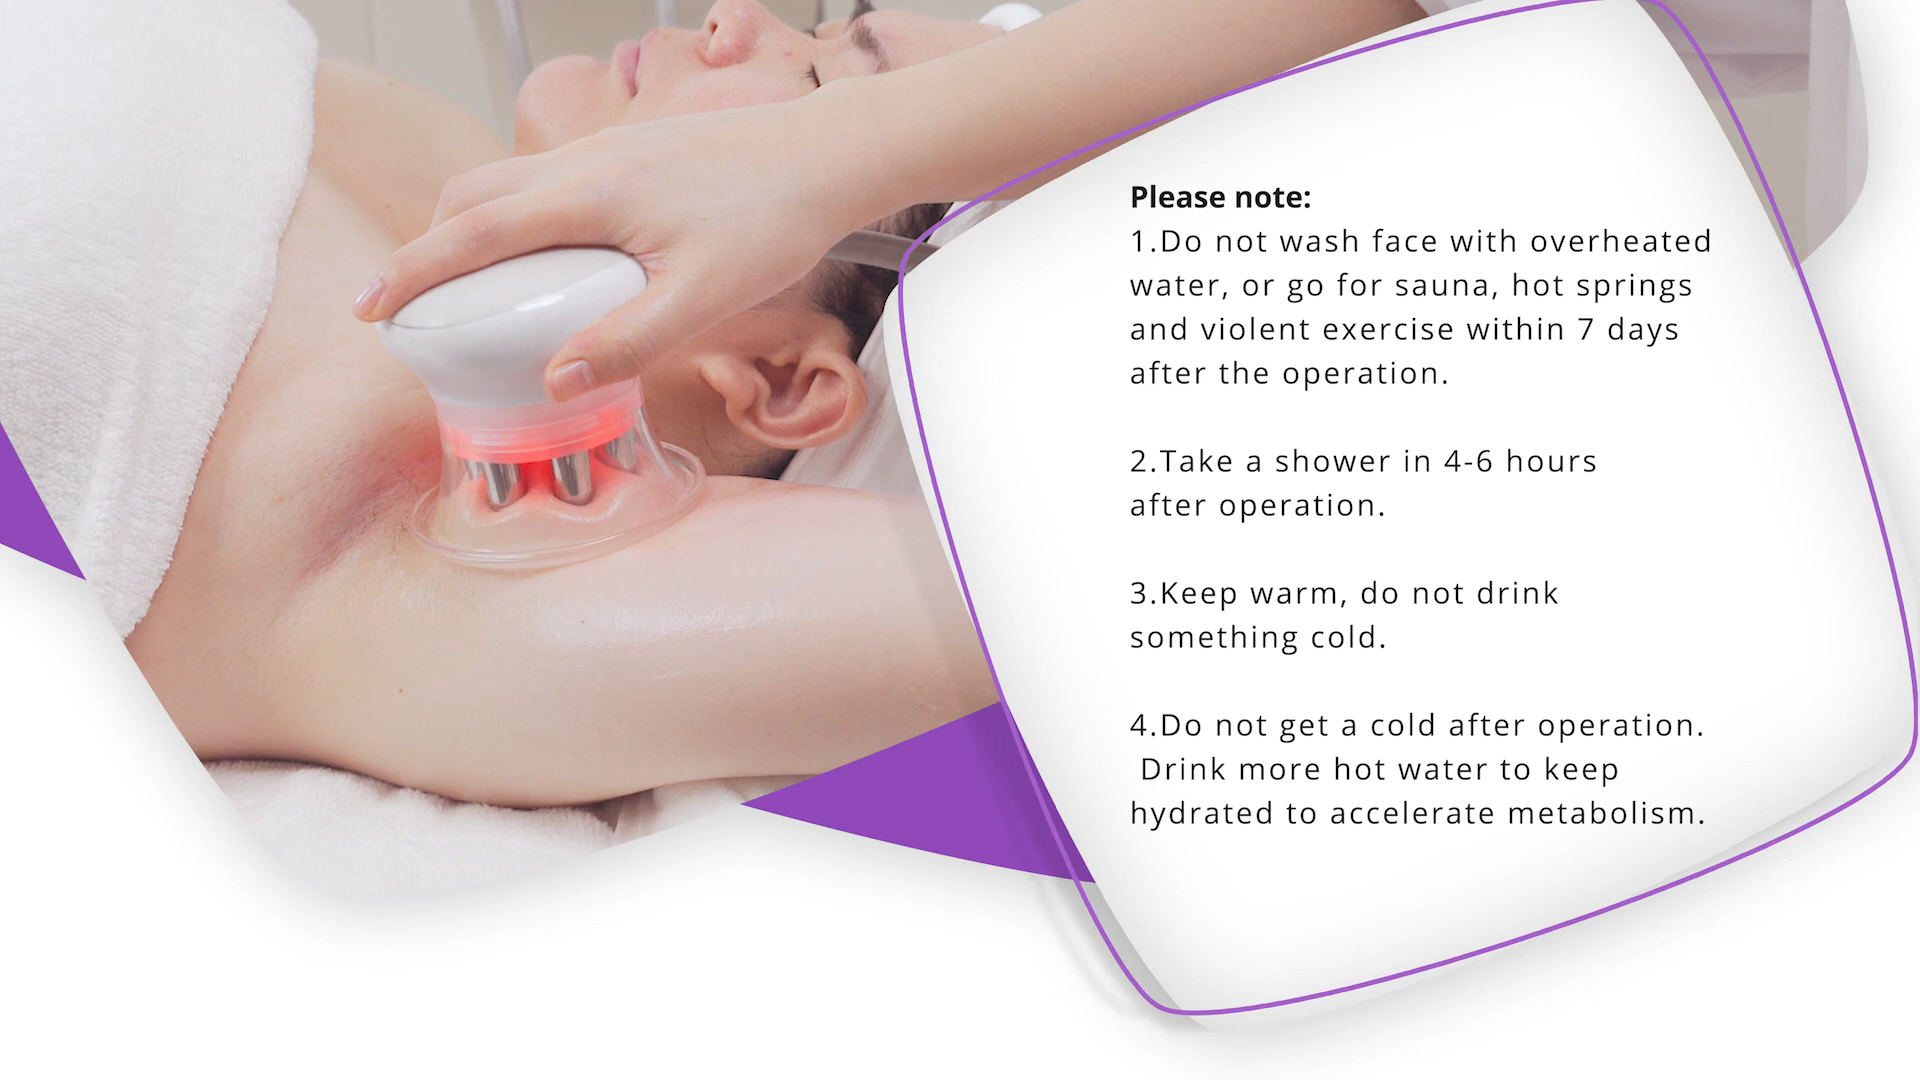 Please note:
1.Do not wash face with overheated
water, or go for sauna, hot springs
and violent exercise within 7 days
after the operation.
2.Take a shower in 4-6 hours
after operation.
3.Keep warm, do not drink
something cold.
4.Do not get a cold after operation.
Drink more hot water to keep
hydrated to accelerate metabolism.